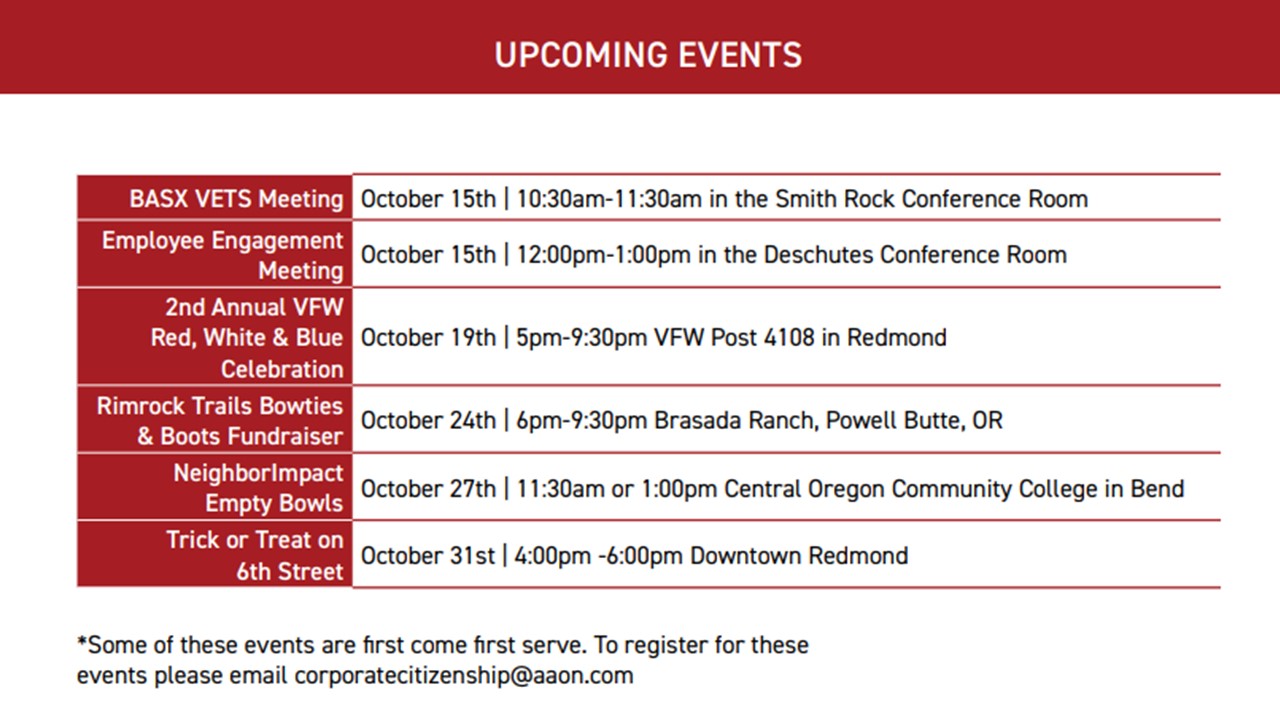 UPCOMING EVENTS
BASX VETS Meeting
October 15th | 10:30am-11:30am in the Smith Rock Conference Room
Employee Engagement
Meeting
October 15th | 12:00pm-1:00pm in the Deschutes Conference Room
2nd Annual VFW
Red, White & Blue
Celebration
October 19th | 5pm-9:30pm VFW Post 4108 in Redmond
Rimrock Trails Bowties
& Boots Fundraiser
October 24th | 6pm-9:30pm Brasada Ranch, Powell Butte, OR
NeighborImpact
Empty Bowls
October 27th | 11:30am or 1:00pm Central Oregon Community College in Bend
Trick or Treat on
6th Street
October 31st | 4:00pm -6:00pm Downtown Redmond
*Some of these events are first come first serve. To register for these
events please email corporatecitizenship@aaon.com